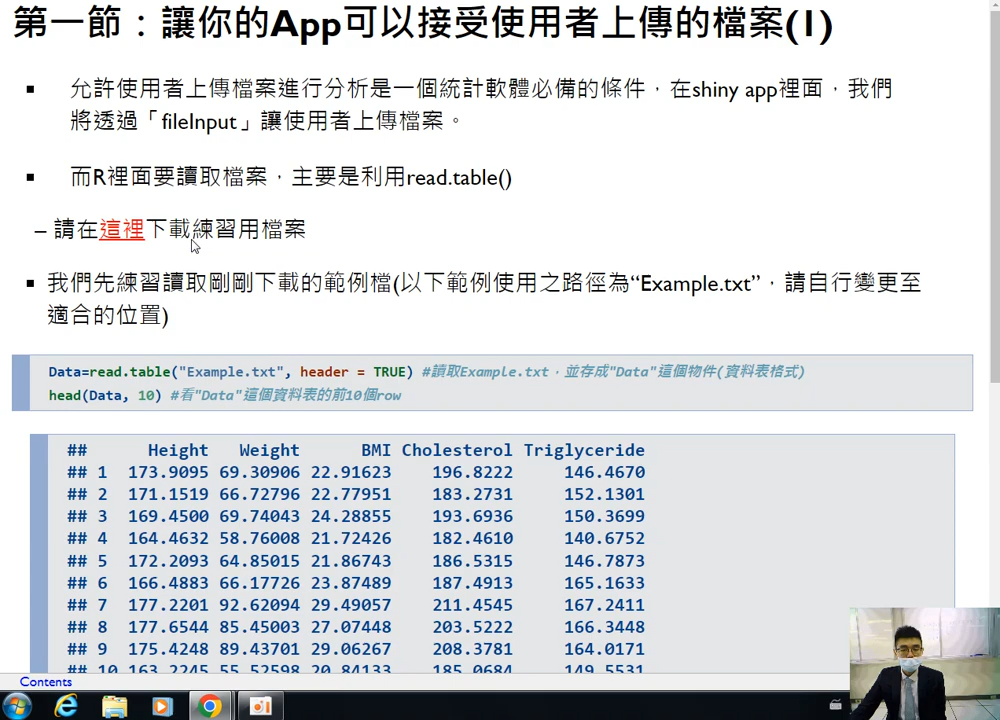 第一節：讓你的App可以接受使用者上傳的檔案(1)
▪ 允許使用者上傳檔案進行分析是一個統計軟體必備的條件，在shiny app裡面，我們
將透過「fileInput」讓使用者上傳檔案。
▪ 而R裡面要讀取檔案，主要是利用read.table()
– 請在這裡下載練習用檔案
▪ 我們先練習讀取剛剛下載的範例檔(以下範例使用之路徑為“Example.txt”，請自行變更至
適合的位置)
Data=read.table("Example.txt", header = TRUE) #讀取Example.txt，並存成"Data"這個物件(資料表格式)
head(Data, 10) #看"Data"這個資料表的前10個row
## Height Weight BMI Cholesterol Triglyceride
## 1 173.9095 69.30906 22.91623 196.8222 146.4670
## 2 171.1519 66.72796 22.77951 183.2731 152.1301
## 3 169.4500 69.74043 24.28855 193.6936 150.3699
## 4 164.4632 58.76008 21.72426 182.4610 140.6752
## 5 172.2093 64.85015 21.86743 186.5315 146.7873
## 6 166.4883 66.17726 23.87489 187.4913 165.1633
## 7 177.2201 92.62094 29.49057 211.4545 167.2411
## 8 177.6544 85.45003 27.07448 203.5222 166.3448
## 9 175.4248 89.43701 29.06267 208.3781 164.0171
## 10 163.2245 55.52598 20.84133 185.0684 149.5531
Contents